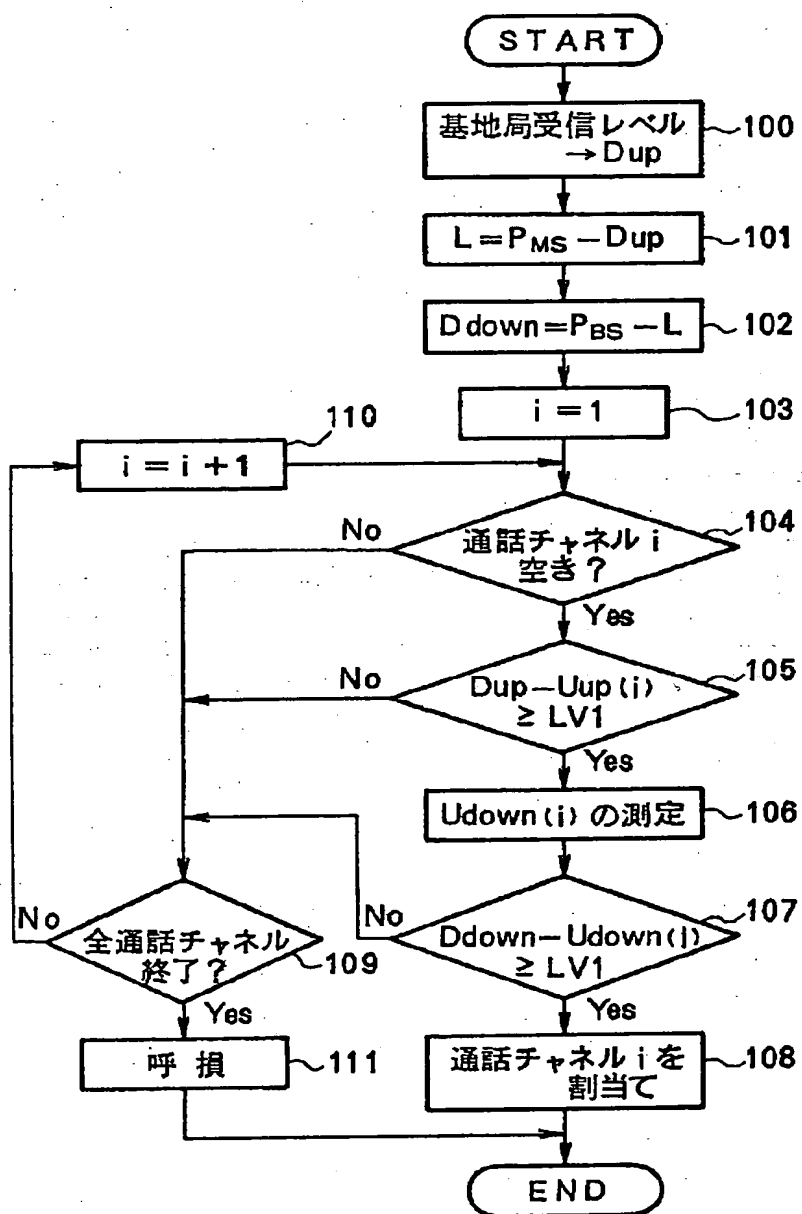 START
基地局受信レベル
→Dup
100
L=PMS−Dup
101
Ddown=PBS−L
102
i=1
103
110
i=i+1
通話チャネルi
空き?
104
No
Yes
Dup−Uup(i)
≥LV1
105
No
Yes
Udown(i)の測定
106
Ddown−Udown(i)
≥LV1
107
No
Yes
全通話チャネル
終了?
109
No
Yes
呼損
111
通話チャネルiを
割当て
108
END